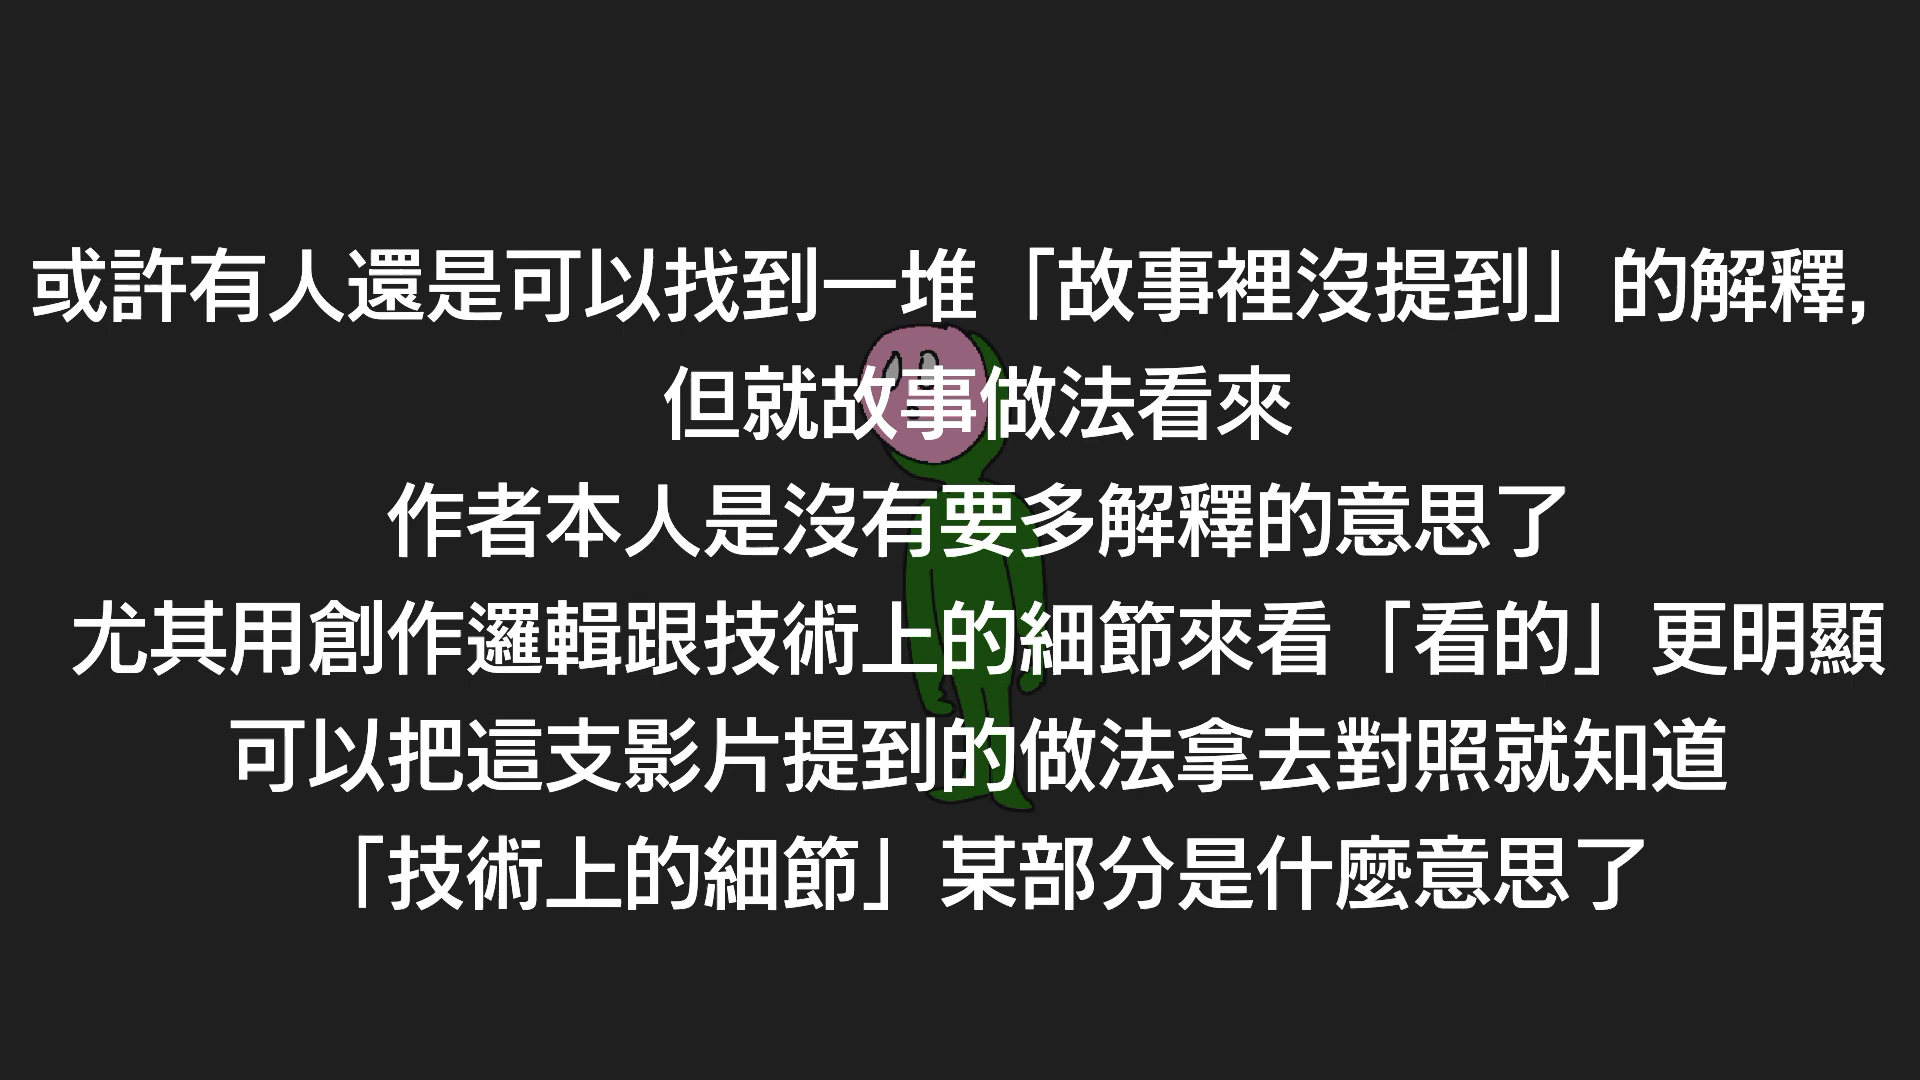 或許有人還是可以找到一堆「故事裡沒提到」的解釋,
但就故事做法看來
作者本人是沒有要多解釋的意思了
尤其用創作邏輯跟技術上的細節來看「看的」更明顯
可以把這支影片提到的做法拿去對照就知道
「技術上的細節」某部分是什麼意思了